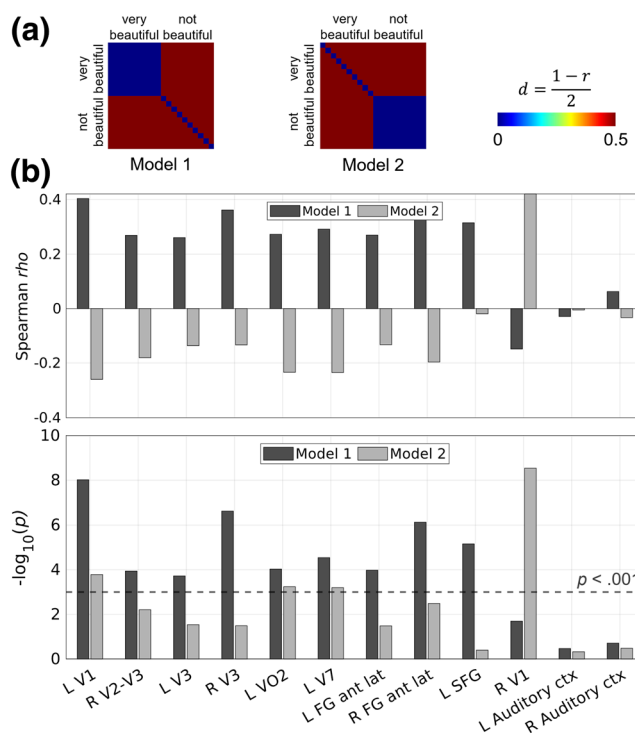 (a)
very beautiful
not beautiful
very beautiful
not beautiful
very beautiful
not beautiful
very beautiful
not beautiful
Model 1
Model 2
d = 1 − r / 2
0
0.5
(b)
Spearman rho
0.4
0.2
0
-0.2
-0.4
Model 1
Model 2
-log10(p)
10
8
6
4
2
0
Model 1
Model 2
p < .001
L V1
R V2-V3
L V3
R V3
L VO2
L V7
L FG ant lat
R FG ant lat
L SFG
R V1
L Auditory ctx
R Auditory ctx